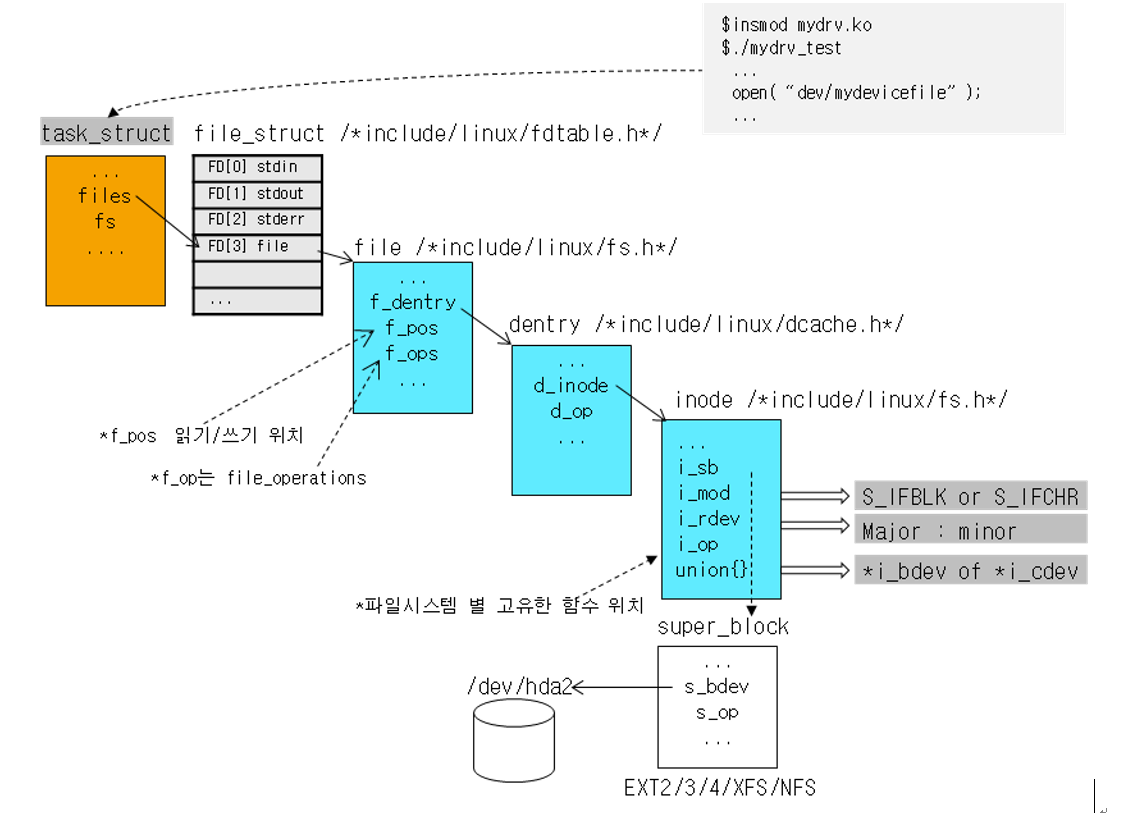 $insmod mydrv.ko
$./mydrv_test
...
open( “dev/mydevicefile” );
...
task_struct
...
files
fs
....
file_struct /*include/linux/fdtable.h*/
FD[0] stdin
FD[1] stdout
FD[2] stderr
FD[3] file
...
file /*include/linux/fs.h*/
...
f_dentry
f_pos
f_ops
...
*f_pos 읽기/쓰기 위치
*f_op는 file_operations
dentry /*include/linux/dcache.h*/
...
d_inode
d_op
...
inode /*include/linux/fs.h*/
...
i_sb
i_mod
i_rdev
i_op
union{}
S_IFBLK or S_IFCHR
Major : minor
*i_bdev of *i_cdev
*파일시스템 별 고유한 함수 위치
super_block
...
s_bdev
s_op
...
/dev/hda2
EXT2/3/4/XFS/NFS